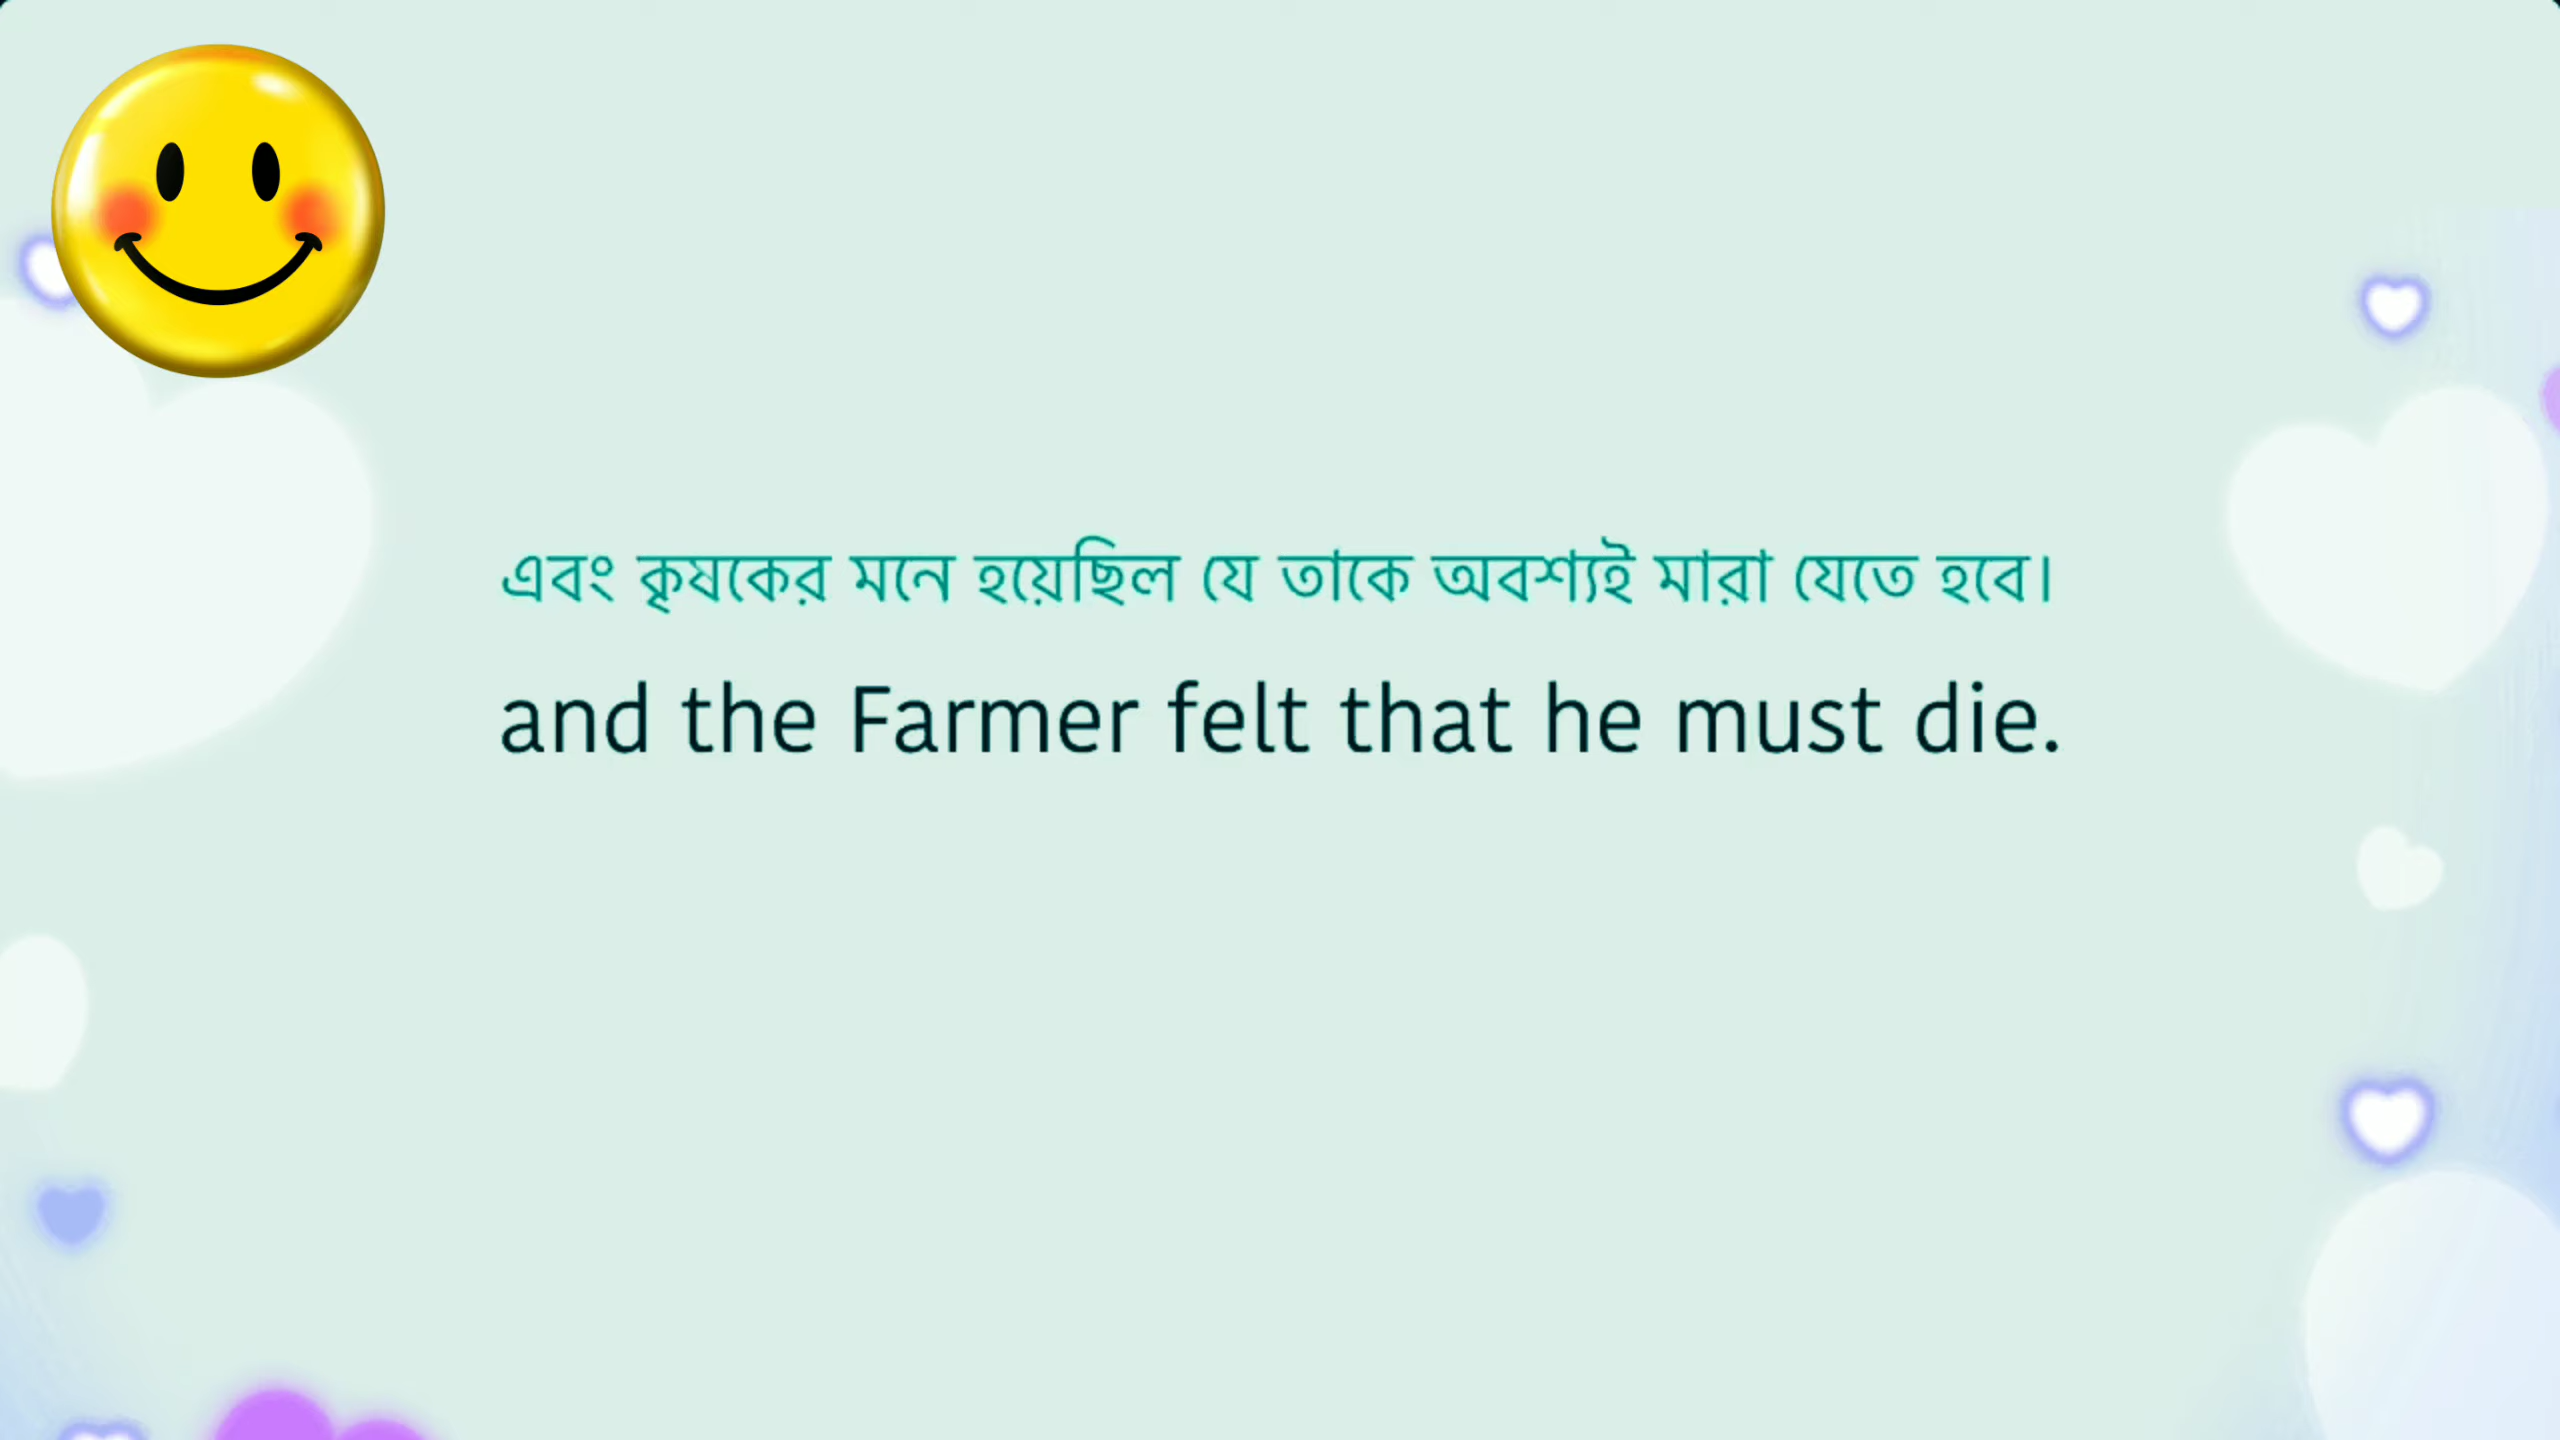 এবং কৃষকের মনে হয়েছিল যে তাকে অবশ্যই মারা যেতে হবে।
and the Farmer felt that he must die.